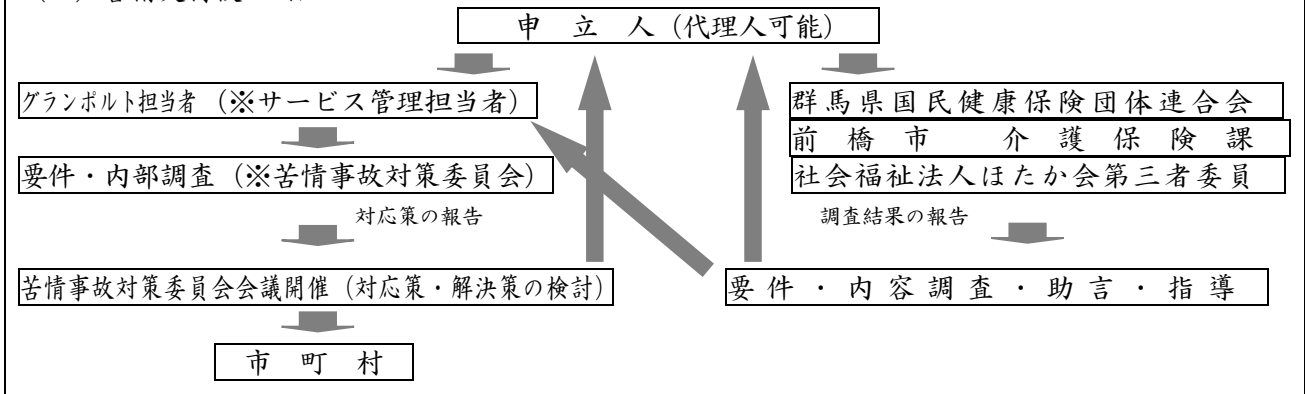 申立人（代理人可能）
グランポルト担当者（※サービス管理担当者）
群馬県国民健康保険団体連合会
前橋市 介護保険課
要件・内部調査（※苦情事故対策委員会）
社会福祉法人ほたか会第三者委員
対応策の報告
調査結果の報告
苦情事故対策委員会会議開催（対応策・解決策の検討）
要件・内容調査・助言・指導
市町村